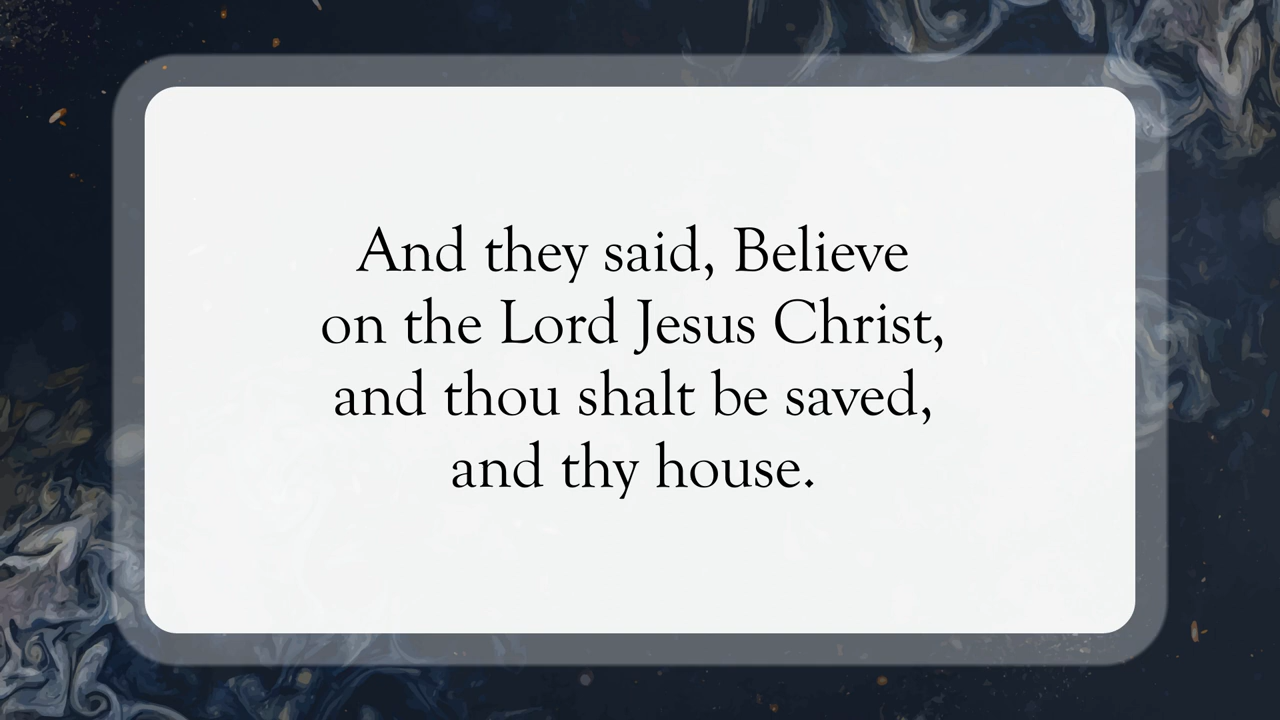 And they said, Believe
on the Lord Jesus Christ,
and thou shalt be saved,
and thy house.